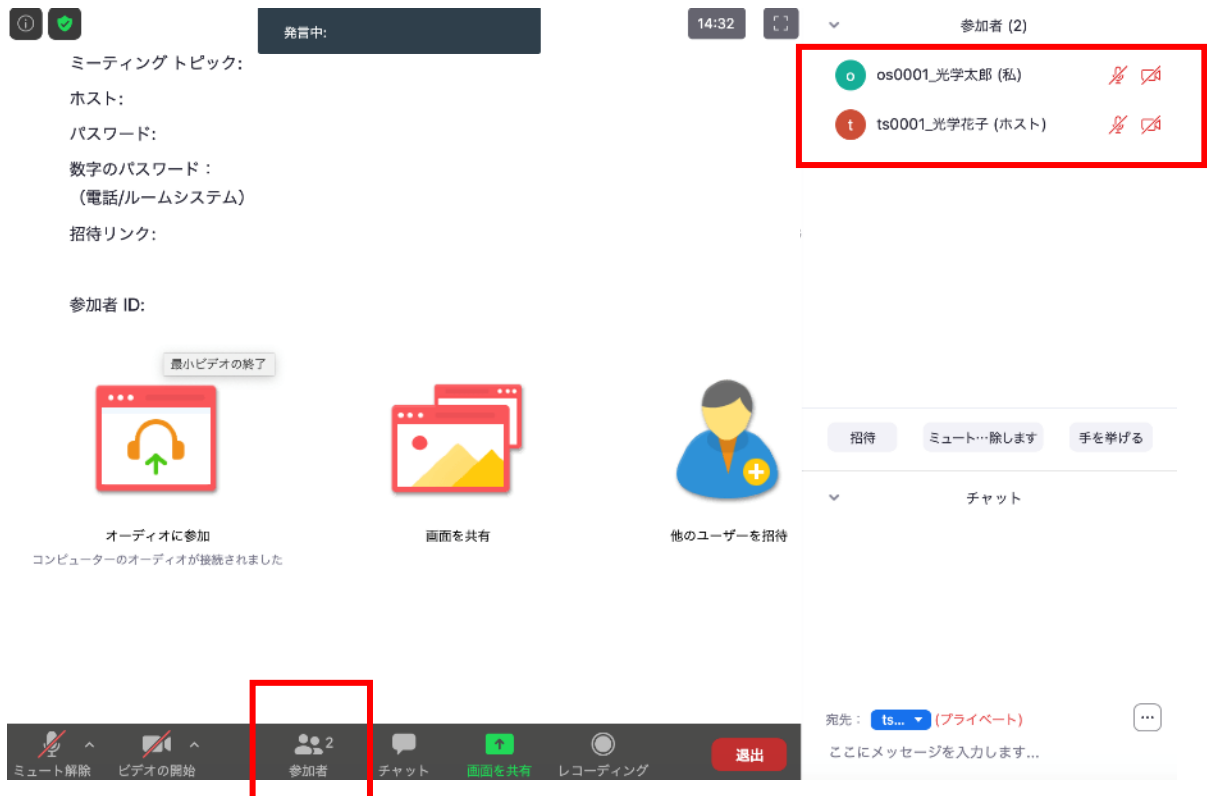 発言中:
14:32
ミーティング トピック:
ホスト:
パスワード:
数字のパスワード：
（電話/ルームシステム）
招待リンク:
参加者 ID:
最小ビデオの終了
オーディオに参加
コンピューターのオーディオが接続されました
画面を共有
他のユーザーを招待
ミュート解除
ビデオの開始
2
参加者
チャット
画面を共有
レコーディング
退出
参加者 (2)
o os0001_光学太郎 (私)
t ts0001_光学花子 (ホスト)
招待
ミュート…除します
手を挙げる
チャット
宛先： ts... (プライベート)
ここにメッセージを入力します...